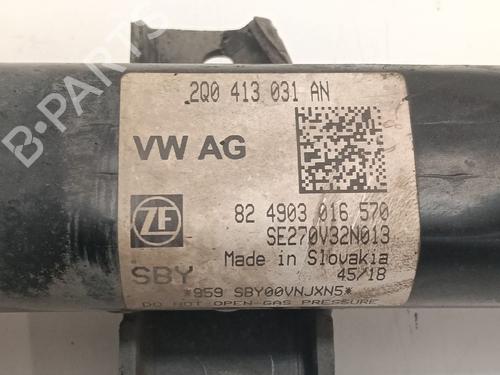 B-PARTS
2Q0 413 031 AN
VW AG
ZF
82 4903 016 570
SE270V32N013
Made in Slovakia
SBY
45/18
*959 SBY00VNJXN5*
DO NOT-OPEN-GAS PRESSURE